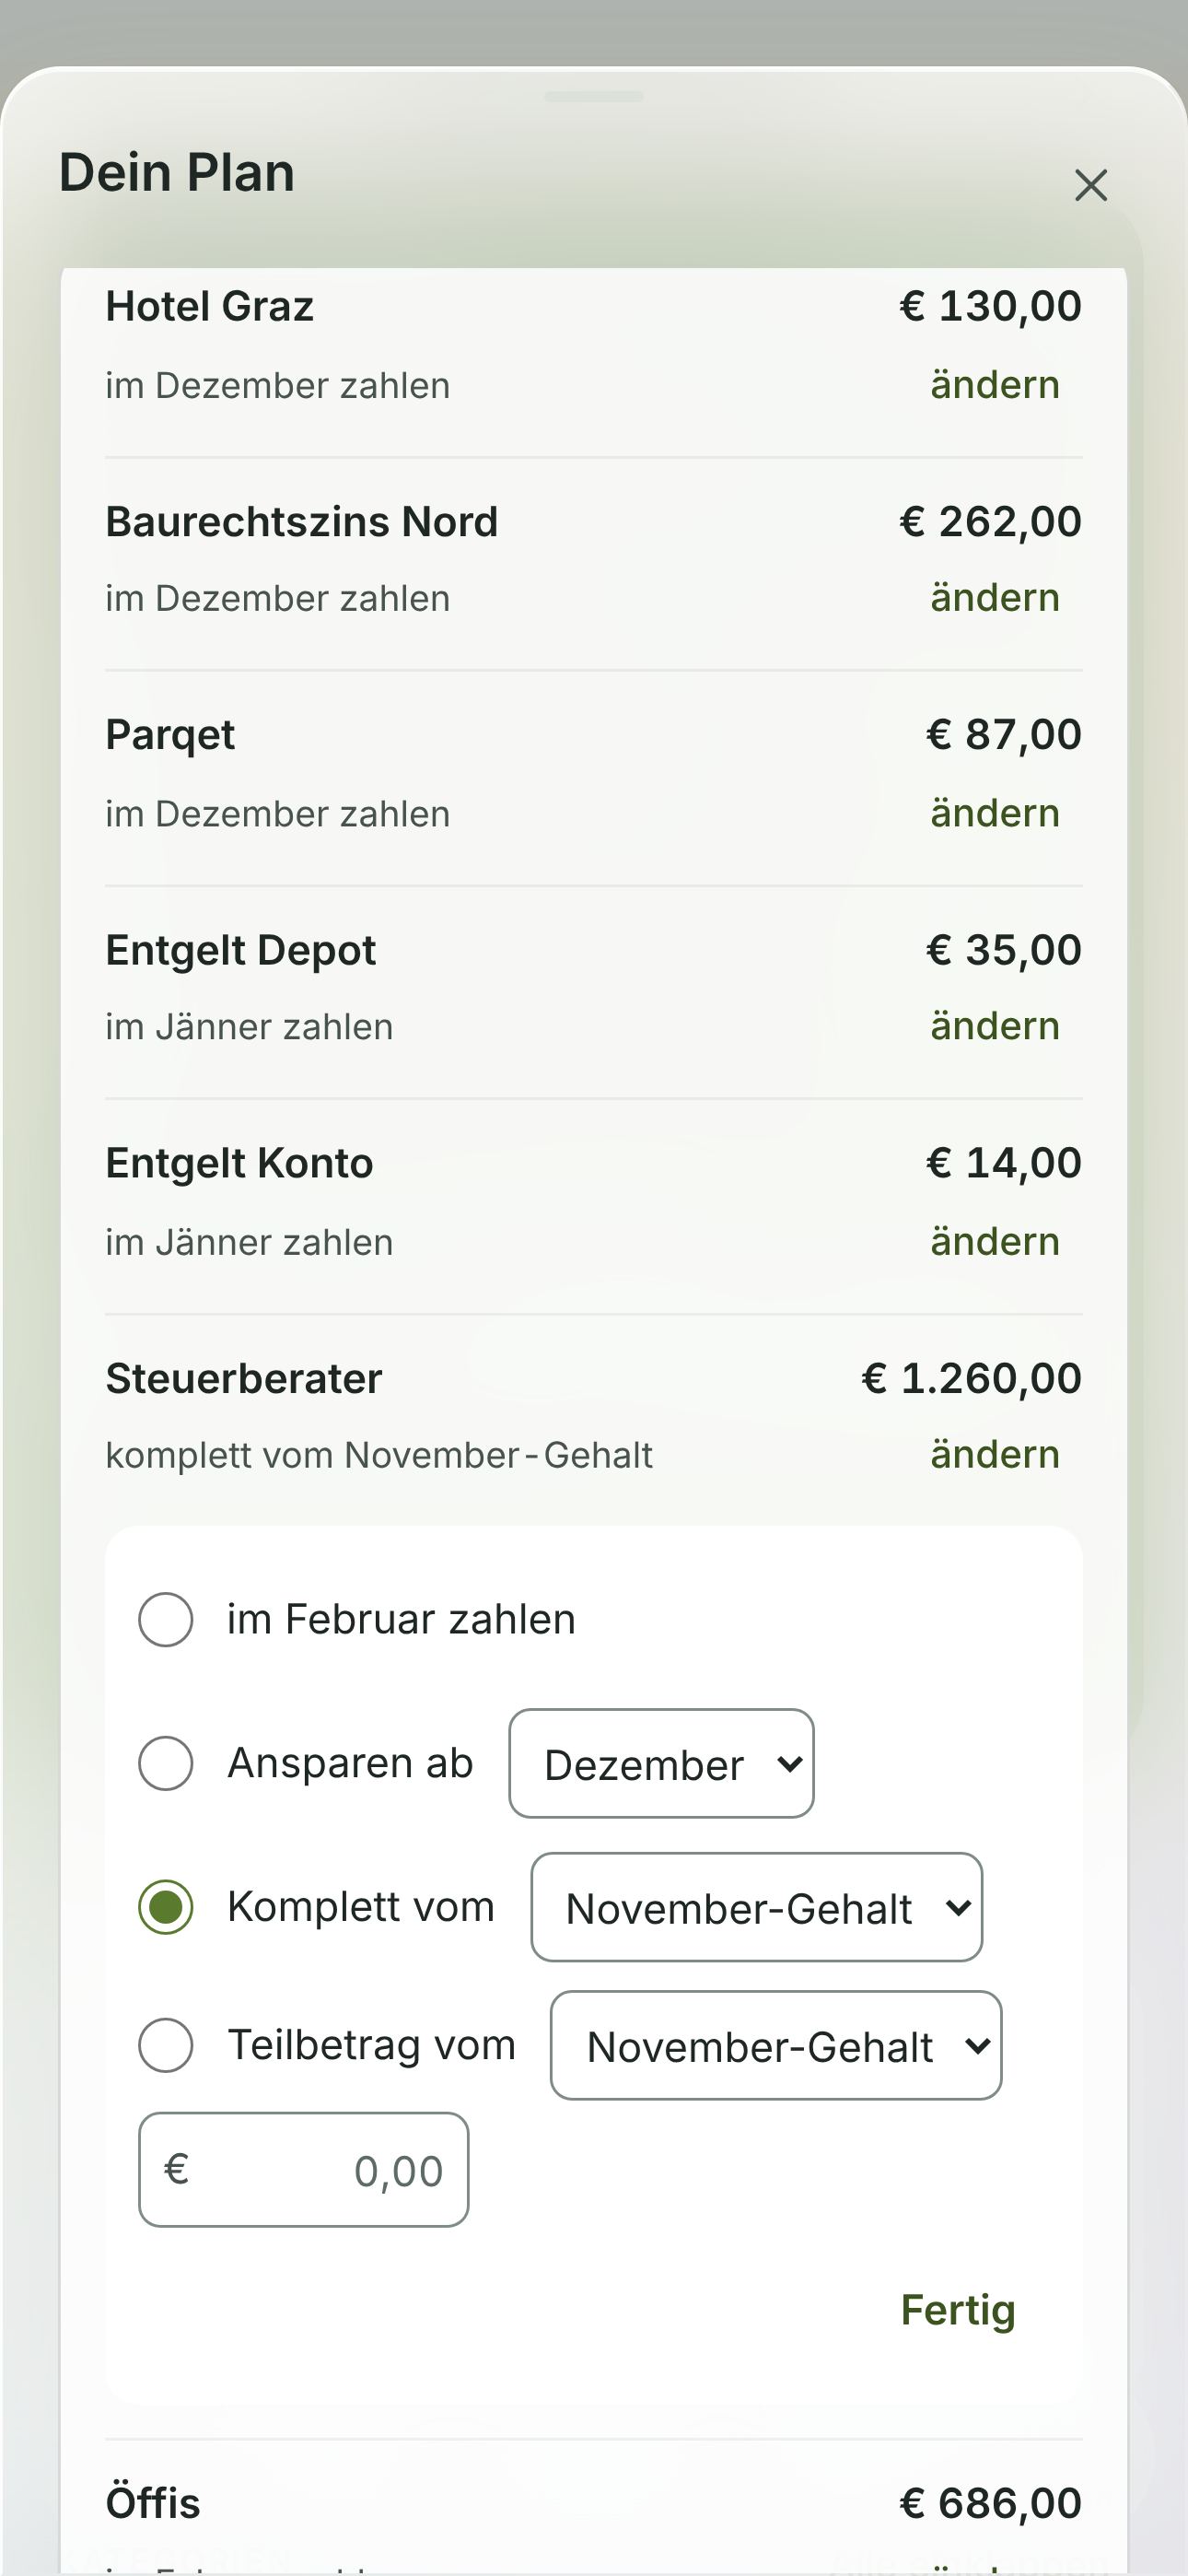 Dein Plan
Hotel Graz € 130,00
im Dezember zahlen ändern
Baurechtszins Nord € 262,00
im Dezember zahlen ändern
Parqet € 87,00
im Dezember zahlen ändern
Entgelt Depot € 35,00
im Jänner zahlen ändern
Entgelt Konto € 14,00
im Jänner zahlen ändern
Steuerberater € 1.260,00
komplett vom November-Gehalt ändern
im Februar zahlen
Ansparen ab Dezember
Komplett vom November-Gehalt
Teilbetrag vom November-Gehalt
€ 0,00
Fertig
Öffis € 686,00